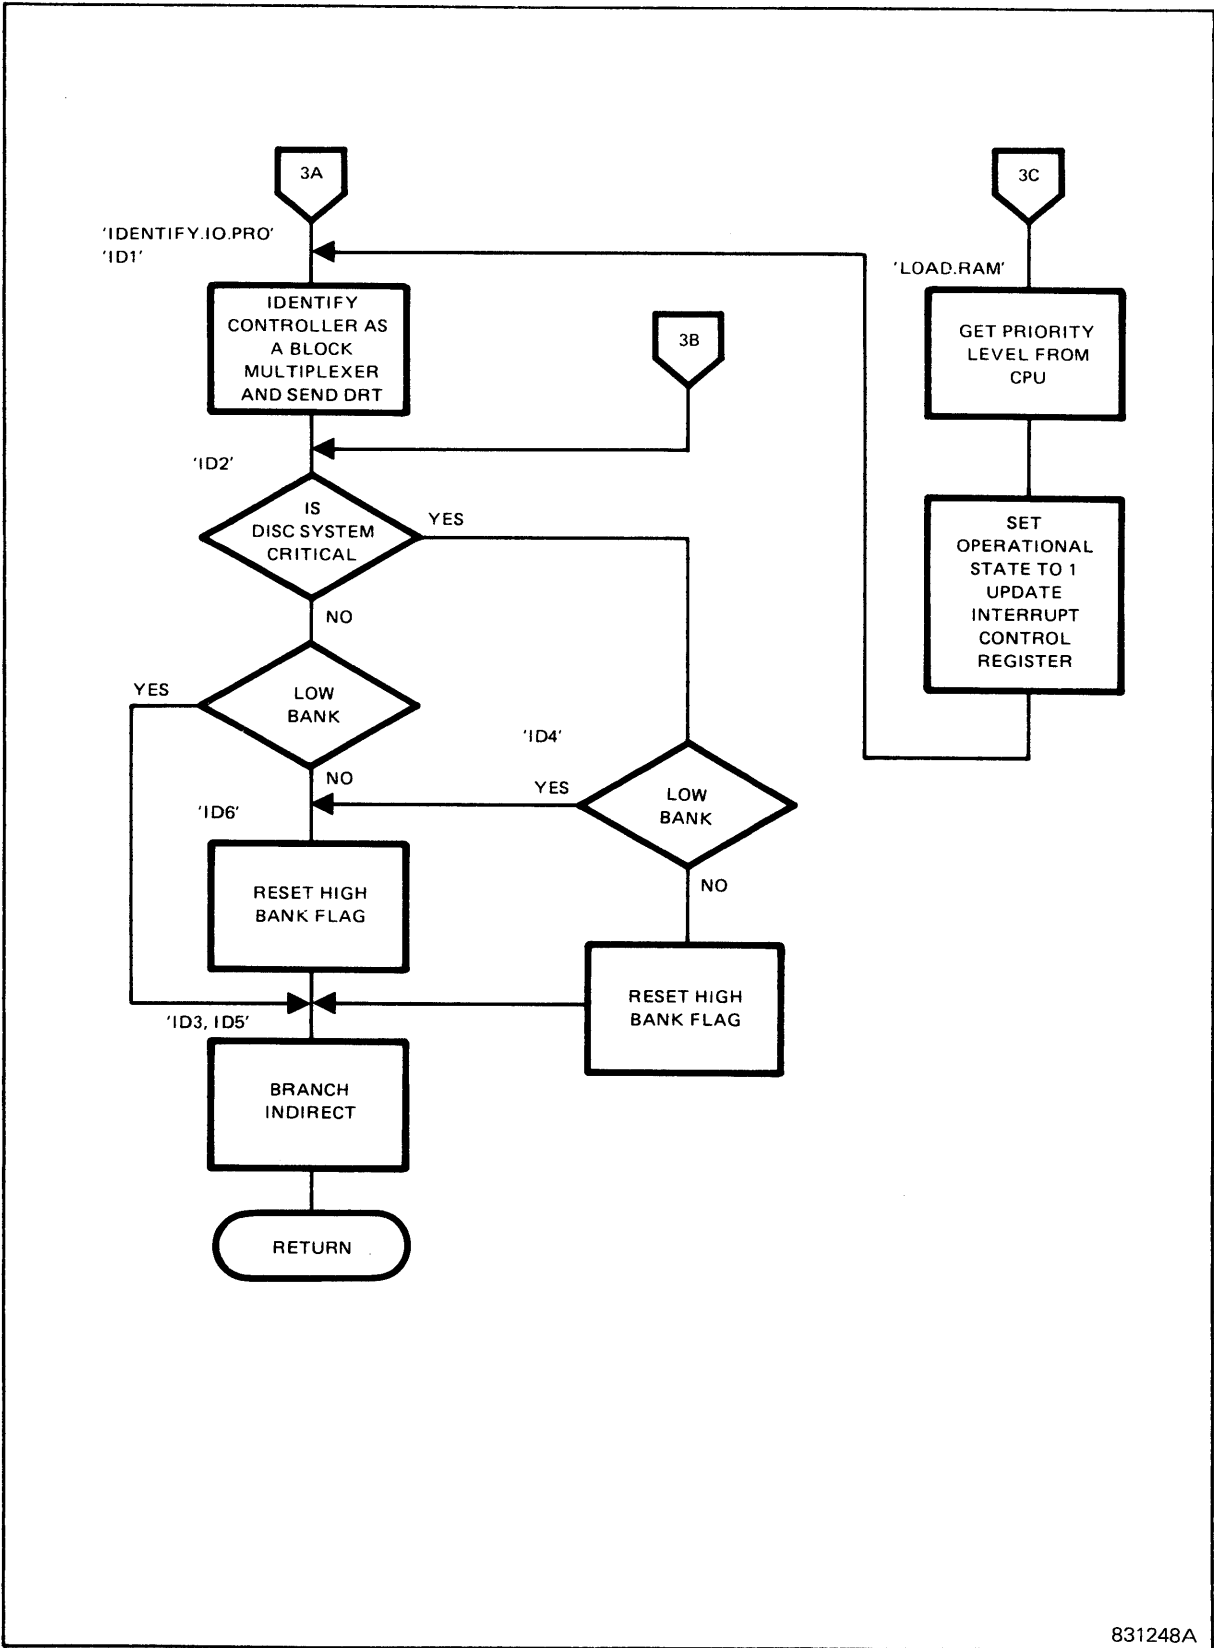 3A
'IDENTIFY.IO.PRO'
'ID1'
IDENTIFY
CONTROLLER AS
A BLOCK
MULTIPLEXER
AND SEND DRT
3B
3C
'LOAD.RAM'
GET PRIORITY
LEVEL FROM
CPU
SET
OPERATIONAL
STATE TO 1
UPDATE
INTERRUPT
CONTROL
REGISTER
'ID2'
IS
DISC SYSTEM
CRITICAL
YES
NO
LOW
BANK
YES
NO
'ID4'
YES
LOW
BANK
NO
'ID6'
RESET HIGH
BANK FLAG
RESET HIGH
BANK FLAG
'ID3, ID5'
BRANCH
INDIRECT
RETURN
831248A